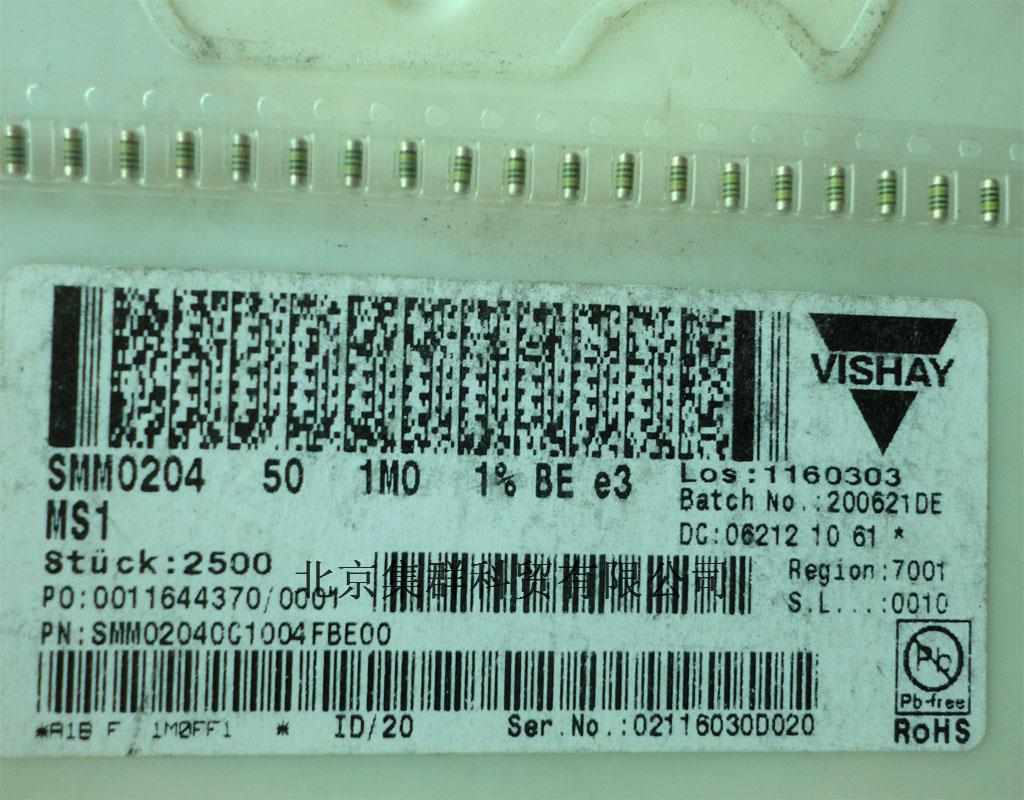 VISHAY
SMM0204 50 1M0 1% BE e3
MS1
Los:1160303
Batch No.:200621DE
DC:06212 10 61 *
Stück:2500
Region:7001
北京集群科贸有限公司
PO:0011644370/0001
S.L...:0010
PN:SMM02040C1004FBE00
Pb
Pb-free
RoHS
*A1B F 1M0FF1 * ID/20 Ser.No.:02116030D020